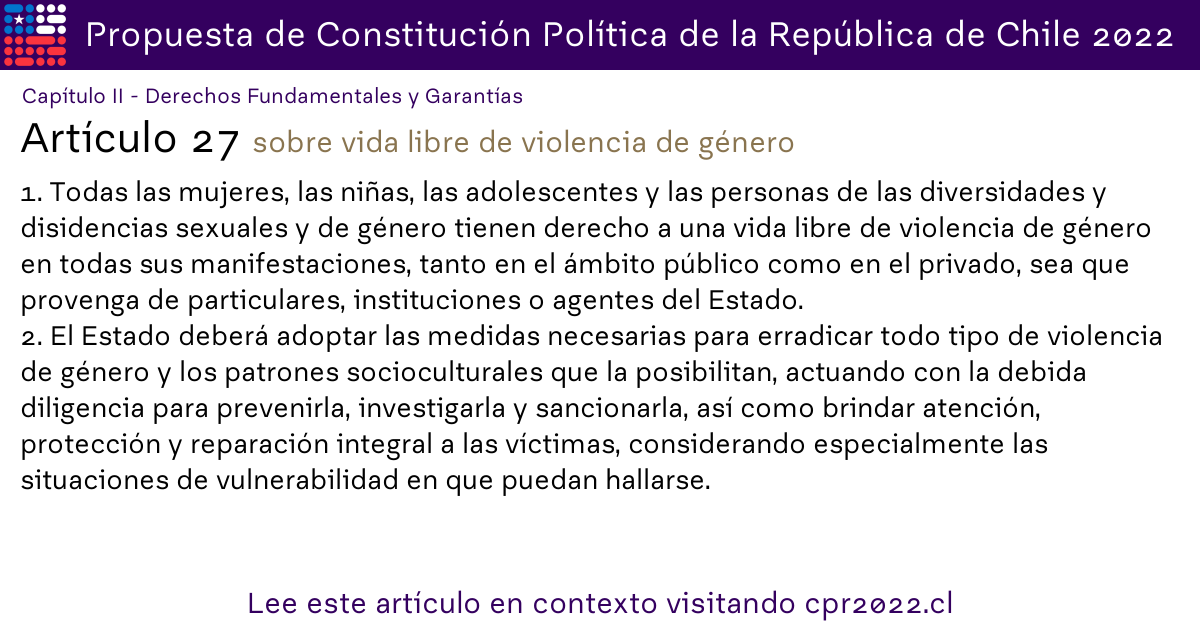 Propuesta de Constitución Política de la República de Chile 2022
Capítulo II - Derechos Fundamentales y Garantías
Artículo 27 sobre vida libre de violencia de género
1. Todas las mujeres, las niñas, las adolescentes y las personas de las diversidades y
disidencias sexuales y de género tienen derecho a una vida libre de violencia de género
en todas sus manifestaciones, tanto en el ámbito público como en el privado, sea que
provenga de particulares, instituciones o agentes del Estado.
2. El Estado deberá adoptar las medidas necesarias para erradicar todo tipo de violencia
de género y los patrones socioculturales que la posibilitan, actuando con la debida
diligencia para prevenirla, investigarla y sancionarla, así como brindar atención,
protección y reparación integral a las víctimas, considerando especialmente las
situaciones de vulnerabilidad en que puedan hallarse.
Lee este artículo en contexto visitando cpr2022.cl